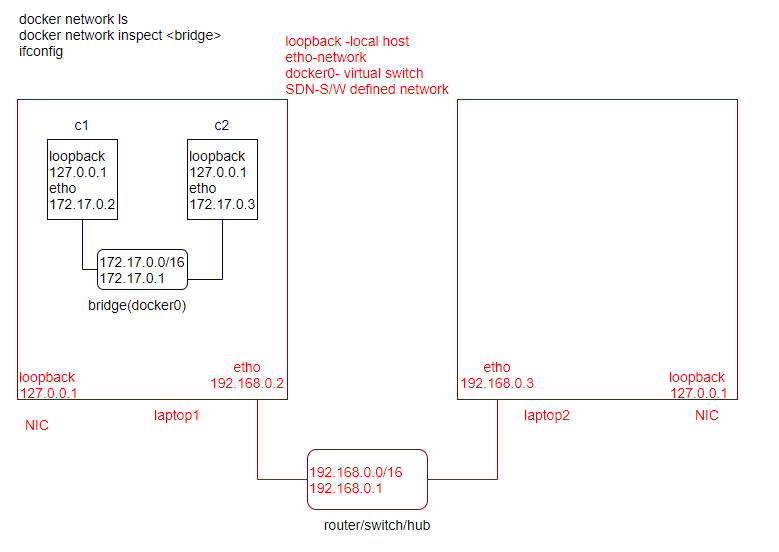 docker network ls
docker network inspect <bridge>
ifconfig
loopback -local host
etho-network
docker0- virtual switch
SDN-S/W defined network
c1
c2
loopback
127.0.0.1
etho
172.17.0.2
loopback
127.0.0.1
etho
172.17.0.3
172.17.0.0/16
172.17.0.1
bridge(docker0)
loopback
127.0.0.1
etho
192.168.0.2
NIC
laptop1
etho
192.168.0.3
loopback
127.0.0.1
laptop2
NIC
192.168.0.0/16
192.168.0.1
router/switch/hub